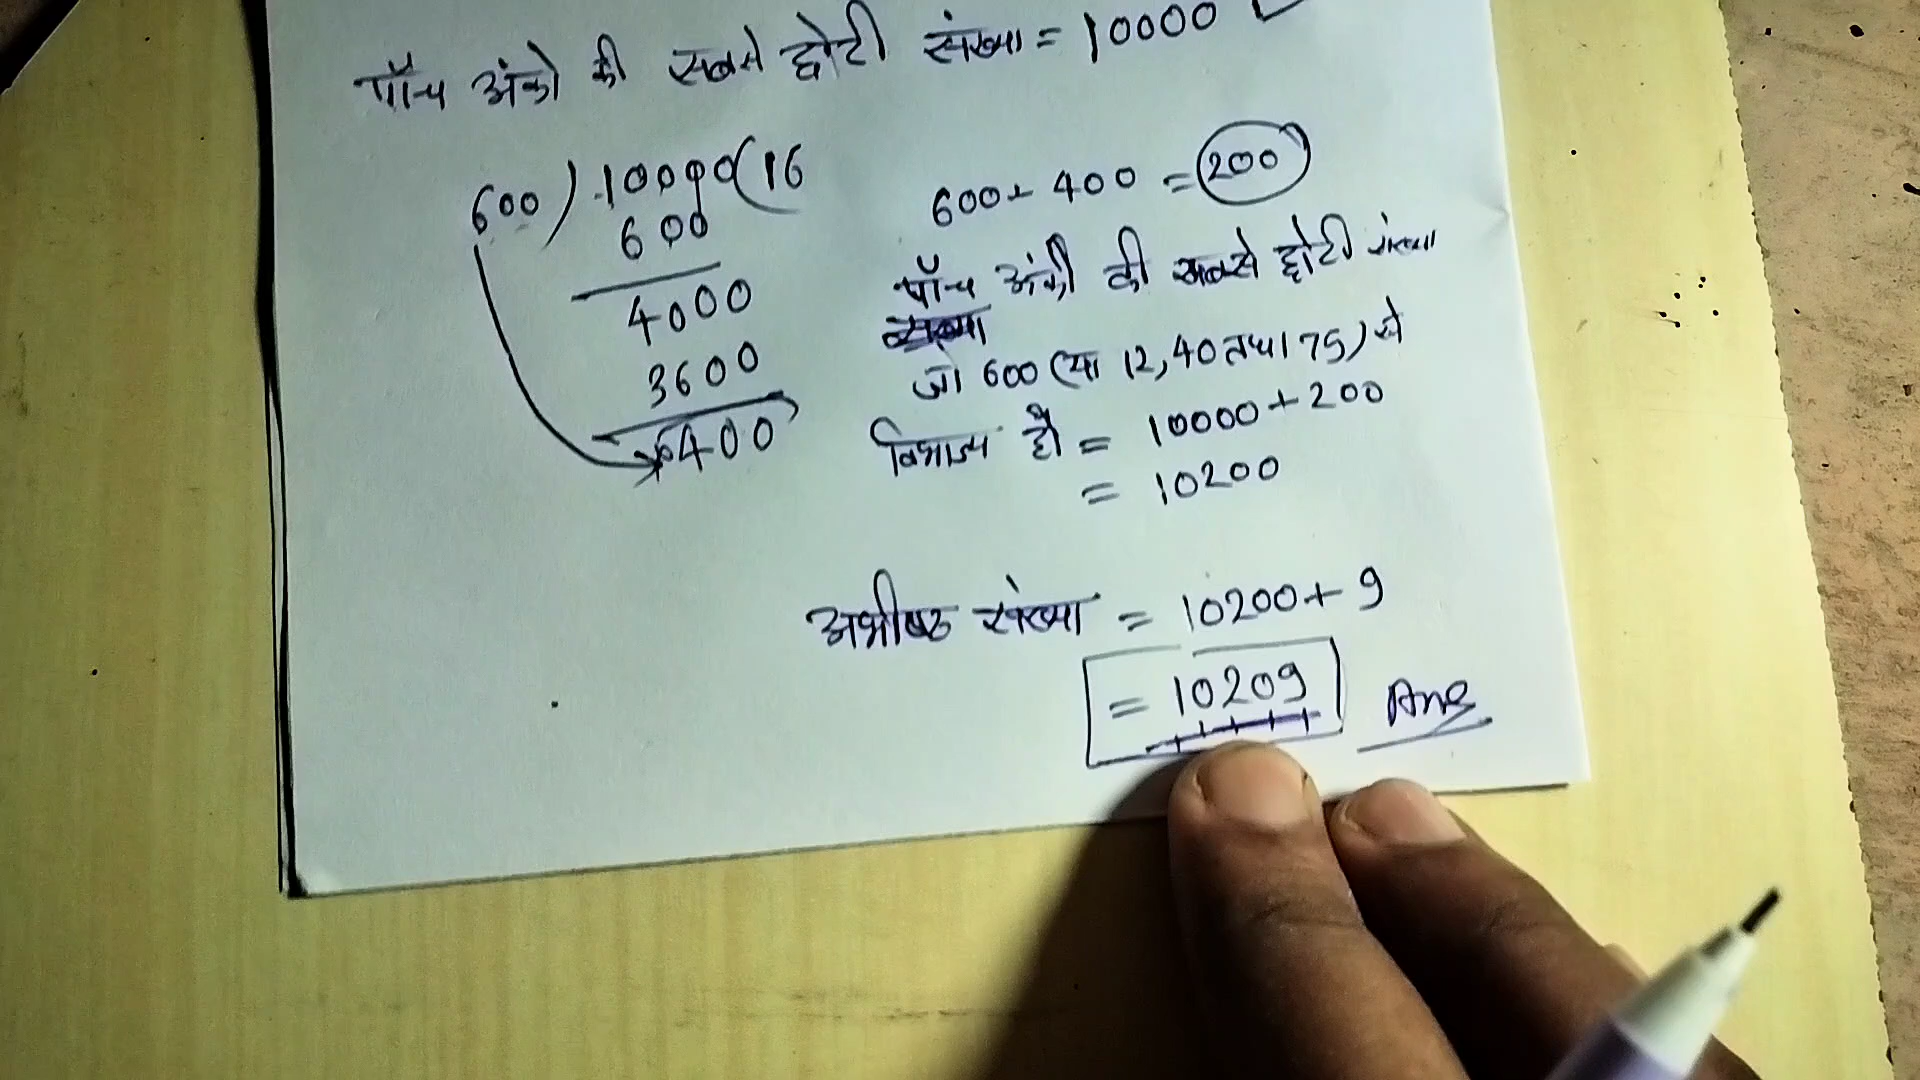 पाँच अंको की सबसे छोटी संख्या = 10000
600 ) 10000 ( 16
600
4000
3600
400
600 - 400 = 200
पाँच अंको की सबसे छोटी संख्या
जो 600 (या 12, 40 तथा 75) से
विभाज्य हो = 10000 + 200
= 10200
अभीष्ठ संख्या = 10200 + 9
= 10209 Ans